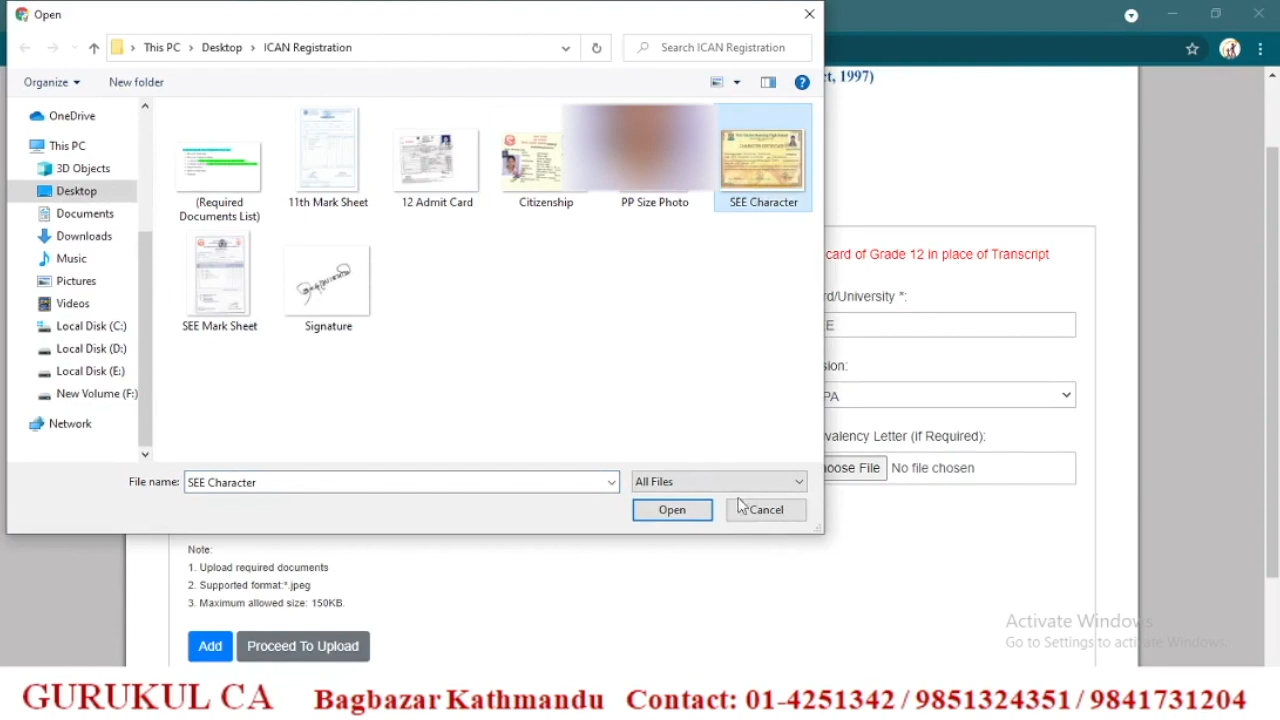 Open
This PC > Desktop > ICAN Registration
Search ICAN Registration
t, 1997)
Organize
New folder
OneDrive
This PC
3D Objects
Desktop
Documents
Downloads
Music
Pictures
Videos
Local Disk (C:)
Local Disk (D:)
Local Disk (E:)
New Volume (F:)
Network
(Required Documents List)
11th Mark Sheet
12 Admit Card
Citizenship
PP Size Photo
SEE Character
SEE Mark Sheet
Signature
card of Grade 12 in place of Transcript
rd/University *:
E
sion:
PA
valency Letter (if Required):
oose File No file chosen
File name: SEE Character
All Files
Open
Cancel
Note:
1. Upload required documents
2. Supported format:*.jpeg
3. Maximum allowed size: 150KB.
Add
Proceed To Upload
Activate Windows
Go to Settings to activate Windows.
GURUKUL CA Bagbazar Kathmandu Contact: 01-4251342 / 9851324351 / 9841731204